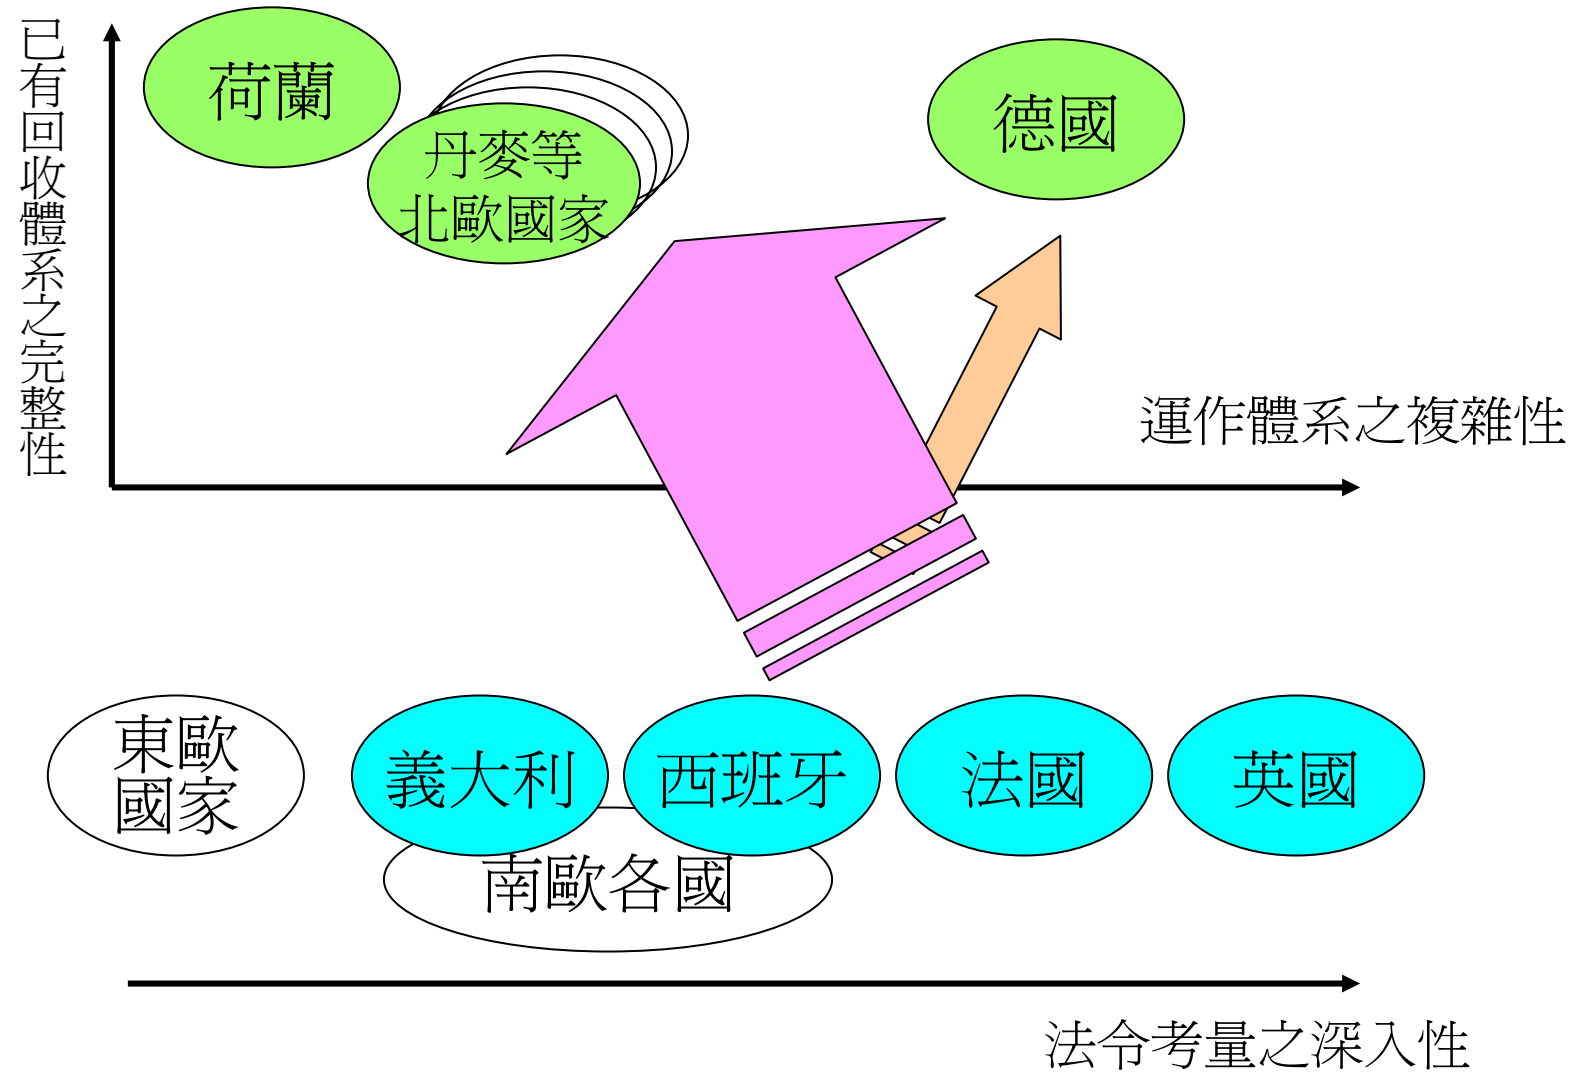 已有回收體系之完整性
荷蘭
丹麥等
北歐國家
德國
運作體系之複雜性
東歐
國家
義大利
西班牙
法國
英國
南歐各國
法令考量之深入性